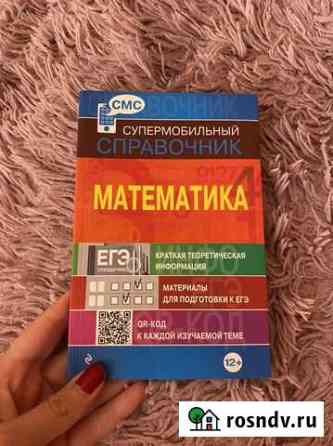 СМС
СПРАВОЧНИК
СУПЕРМОБИЛЬНЫЙ
СПРАВОЧНИК
МАТЕМАТИКА
ЕГЭ
КРАТКАЯ ТЕОРЕТИЧЕСКАЯ
ИНФОРМАЦИЯ
МАТЕРИАЛЫ
ДЛЯ ПОДГОТОВКИ К ЕГЭ
QR-КОД
К КАЖДОЙ ИЗУЧАЕМОЙ ТЕМЕ
12+
rosndv.ru